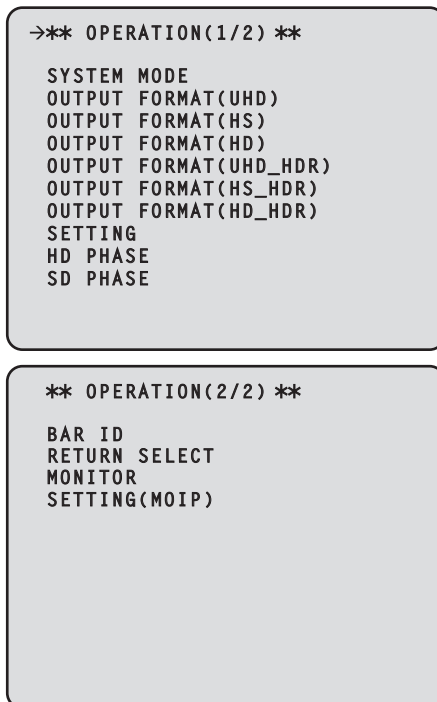 →** OPERATION(1/2) **
SYSTEM MODE
OUTPUT FORMAT(UHD)
OUTPUT FORMAT(HS)
OUTPUT FORMAT(HD)
OUTPUT FORMAT(UHD_HDR)
OUTPUT FORMAT(HS_HDR)
OUTPUT FORMAT(HD_HDR)
SETTING
HD PHASE
SD PHASE
** OPERATION(2/2) **
BAR ID
RETURN SELECT
MONITOR
SETTING(MOIP)